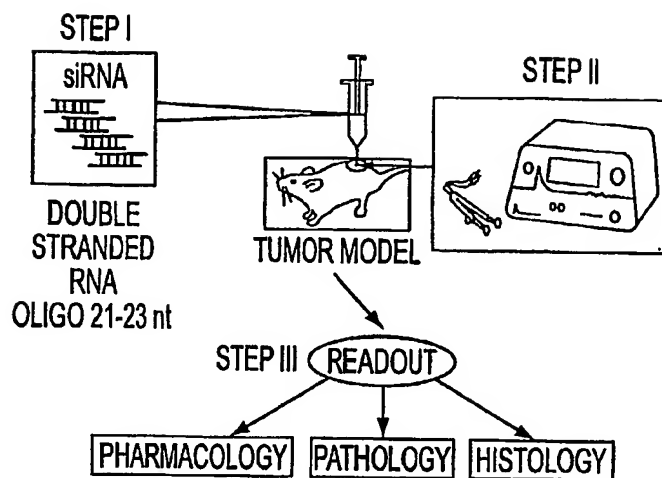 STEP I
siRNA
DOUBLE
STRANDED
RNA
OLIGO 21-23 nt
STEP II
TUMOR MODEL
STEP III
READOUT
PHARMACOLOGY
PATHOLOGY
HISTOLOGY